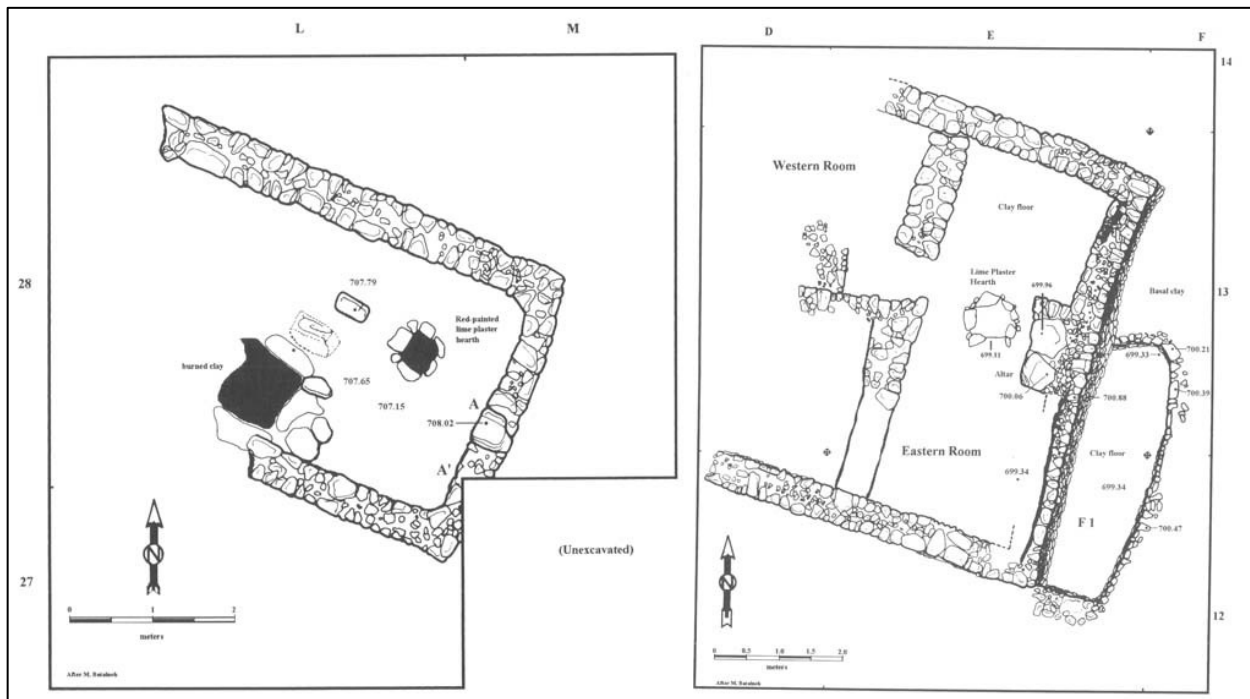 L
M
28
707.79
Red-painted
lime plaster
hearth
burned clay
707.65
707.15
A
708.02
A'
(Unexcavated)
N
27
0 1 2
meters
After M. Bataineh
D
E
F
14
Western Room
Clay floor
Lime Plaster
Hearth
699.96
Basal clay
13
699.11
699.33
700.21
Altar
700.06
700.88
700.39
Eastern Room
Clay floor
699.34
699.34
F 1
700.47
N
12
0 0.5 1.0 1.5 2.0
meters
After M. Bataineh